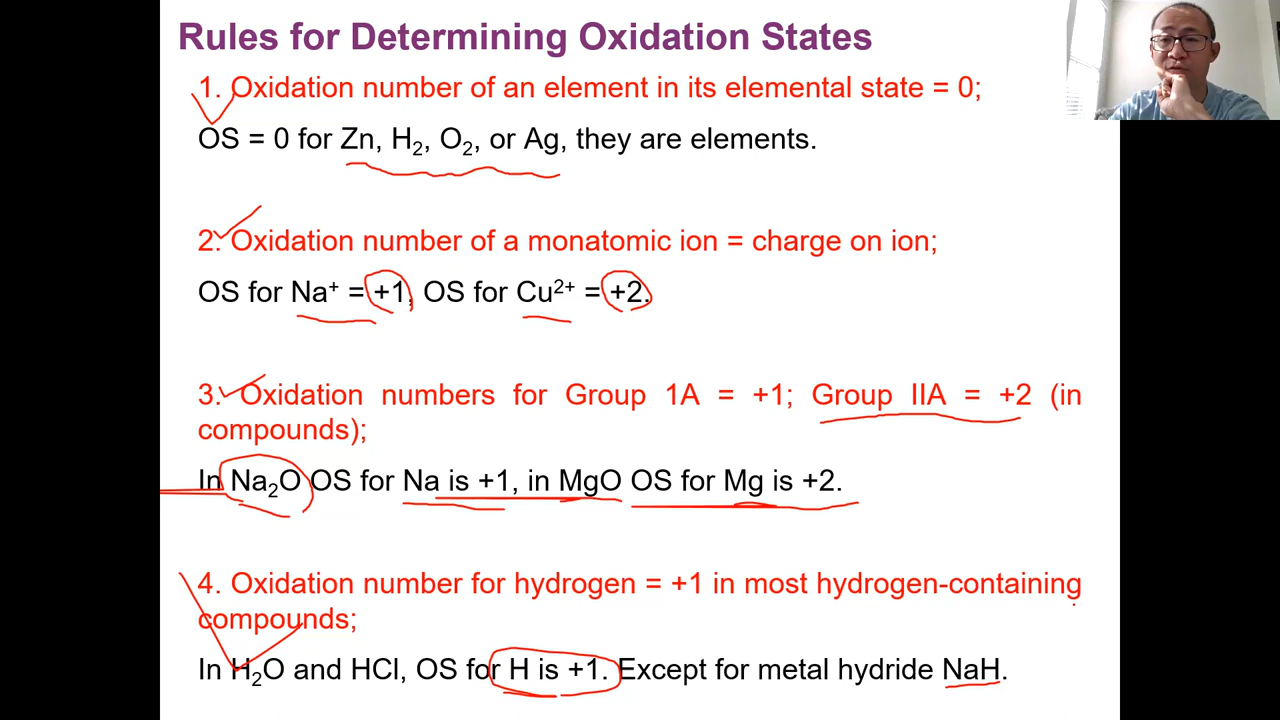 Rules for Determining Oxidation States
1. Oxidation number of an element in its elemental state = 0;
OS = 0 for Zn, H₂, O₂, or Ag, they are elements.
2. Oxidation number of a monatomic ion = charge on ion;
OS for Na⁺ = +1, OS for Cu²⁺ = +2.
3. Oxidation numbers for Group 1A = +1; Group IIA = +2 (in
compounds);
In Na₂O OS for Na is +1, in MgO OS for Mg is +2.
4. Oxidation number for hydrogen = +1 in most hydrogen-containing
compounds;
In H₂O and HCl, OS for H is +1. Except for metal hydride NaH.